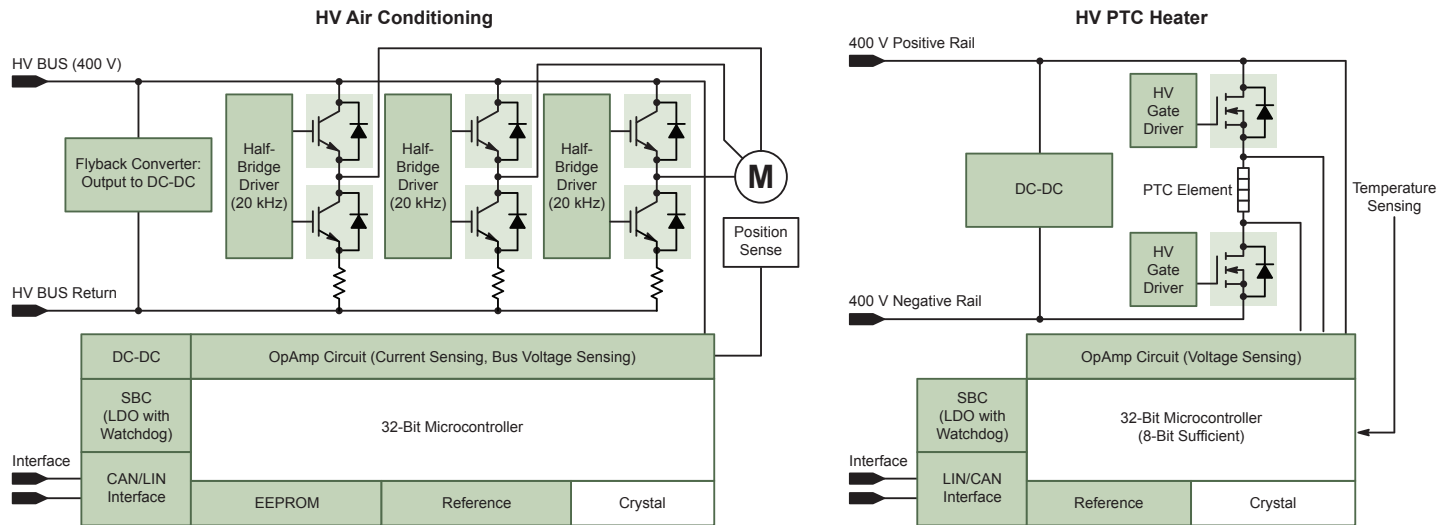 HV Air Conditioning
HV BUS (400 V)
Flyback Converter:
Output to DC-DC
Half-
Bridge
Driver
(20 kHz)
Half-
Bridge
Driver
(20 kHz)
Half-
Bridge
Driver
(20 kHz)
M
Position
Sense
HV BUS Return
DC-DC
OpAmp Circuit (Current Sensing, Bus Voltage Sensing)
SBC
(LDO with
Watchdog)
32-Bit Microcontroller
Interface
CAN/LIN
Interface
EEPROM
Reference
Crystal
HV PTC Heater
400 V Positive Rail
HV
Gate
Driver
DC-DC
PTC Element
Temperature
Sensing
HV
Gate
Driver
400 V Negative Rail
OpAmp Circuit (Voltage Sensing)
SBC
(LDO with
Watchdog)
32-Bit Microcontroller
(8-Bit Sufficient)
Interface
LIN/CAN
Interface
Reference
Crystal